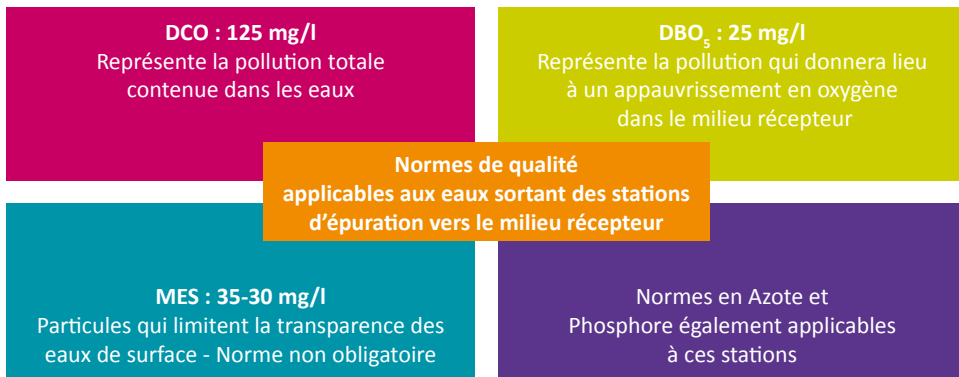 DCO : 125 mg/l
Représente la pollution totale
contenue dans les eaux
DBO₅ : 25 mg/l
Représente la pollution qui donnera lieu
à un appauvrissement en oxygène
dans le milieu récepteur
Normes de qualité
applicables aux eaux sortant des stations
d’épuration vers le milieu récepteur
MES : 35-30 mg/l
Particules qui limitent la transparence des
eaux de surface - Norme non obligatoire
Normes en Azote et
Phosphore également applicables
à ces stations